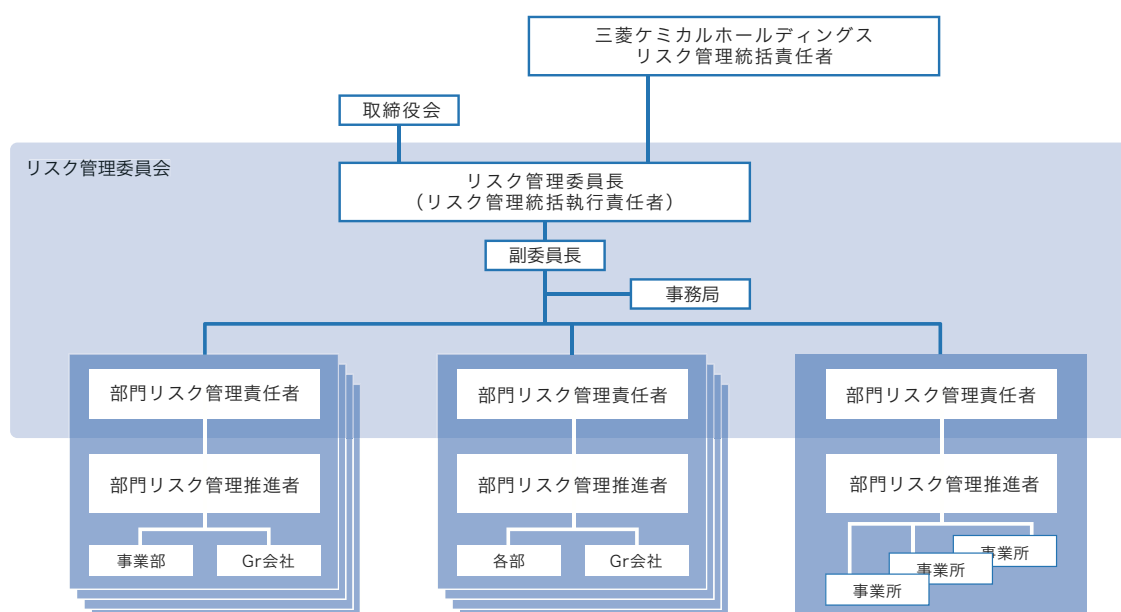 三菱ケミカルホールディングス
リスク管理統括責任者
取締役会
リスク管理委員会
リスク管理委員長
（リスク管理統括執行責任者）
副委員長
事務局
部門リスク管理責任者
部門リスク管理責任者
部門リスク管理責任者
部門リスク管理推進者
部門リスク管理推進者
部門リスク管理推進者
事業部
Gr会社
各部
Gr会社
事業所
事業所
事業所